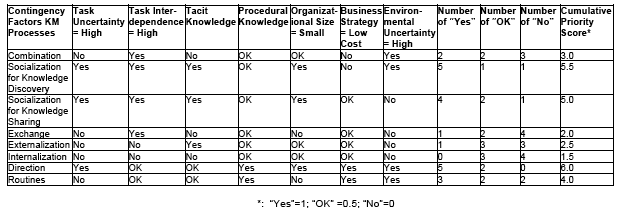 Contingency Task Task Inter- Tacit Procedural Organizat- Business Environ- Number Number Number Cumulative
Factors KM Uncertainty dependence Knowledge Knowledge ional Size Strategy mental of "Yes" of "OK" of "No" Priority
Processes = High = High = Small = Low Uncertainty Score*
Cost = High
Combination No Yes No OK OK No Yes 2 2 3 3.0
Socialization Yes Yes Yes OK Yes No Yes 5 1 1 5.5
for Knowledge
Discovery
Socialization Yes Yes Yes OK Yes OK No 4 2 1 5.0
for Knowledge
Sharing
Exchange No Yes No OK No OK No 1 2 4 2.0
Externalization No No Yes OK OK OK No 1 3 3 2.5
Internalization No No No OK OK OK No 0 3 4 1.5
Direction Yes OK OK Yes Yes Yes Yes 5 2 0 6.0
Routines No OK OK Yes Yes Yes No 3 2 2 4.0
*: "Yes"=1; "OK" =0.5; "No"=0